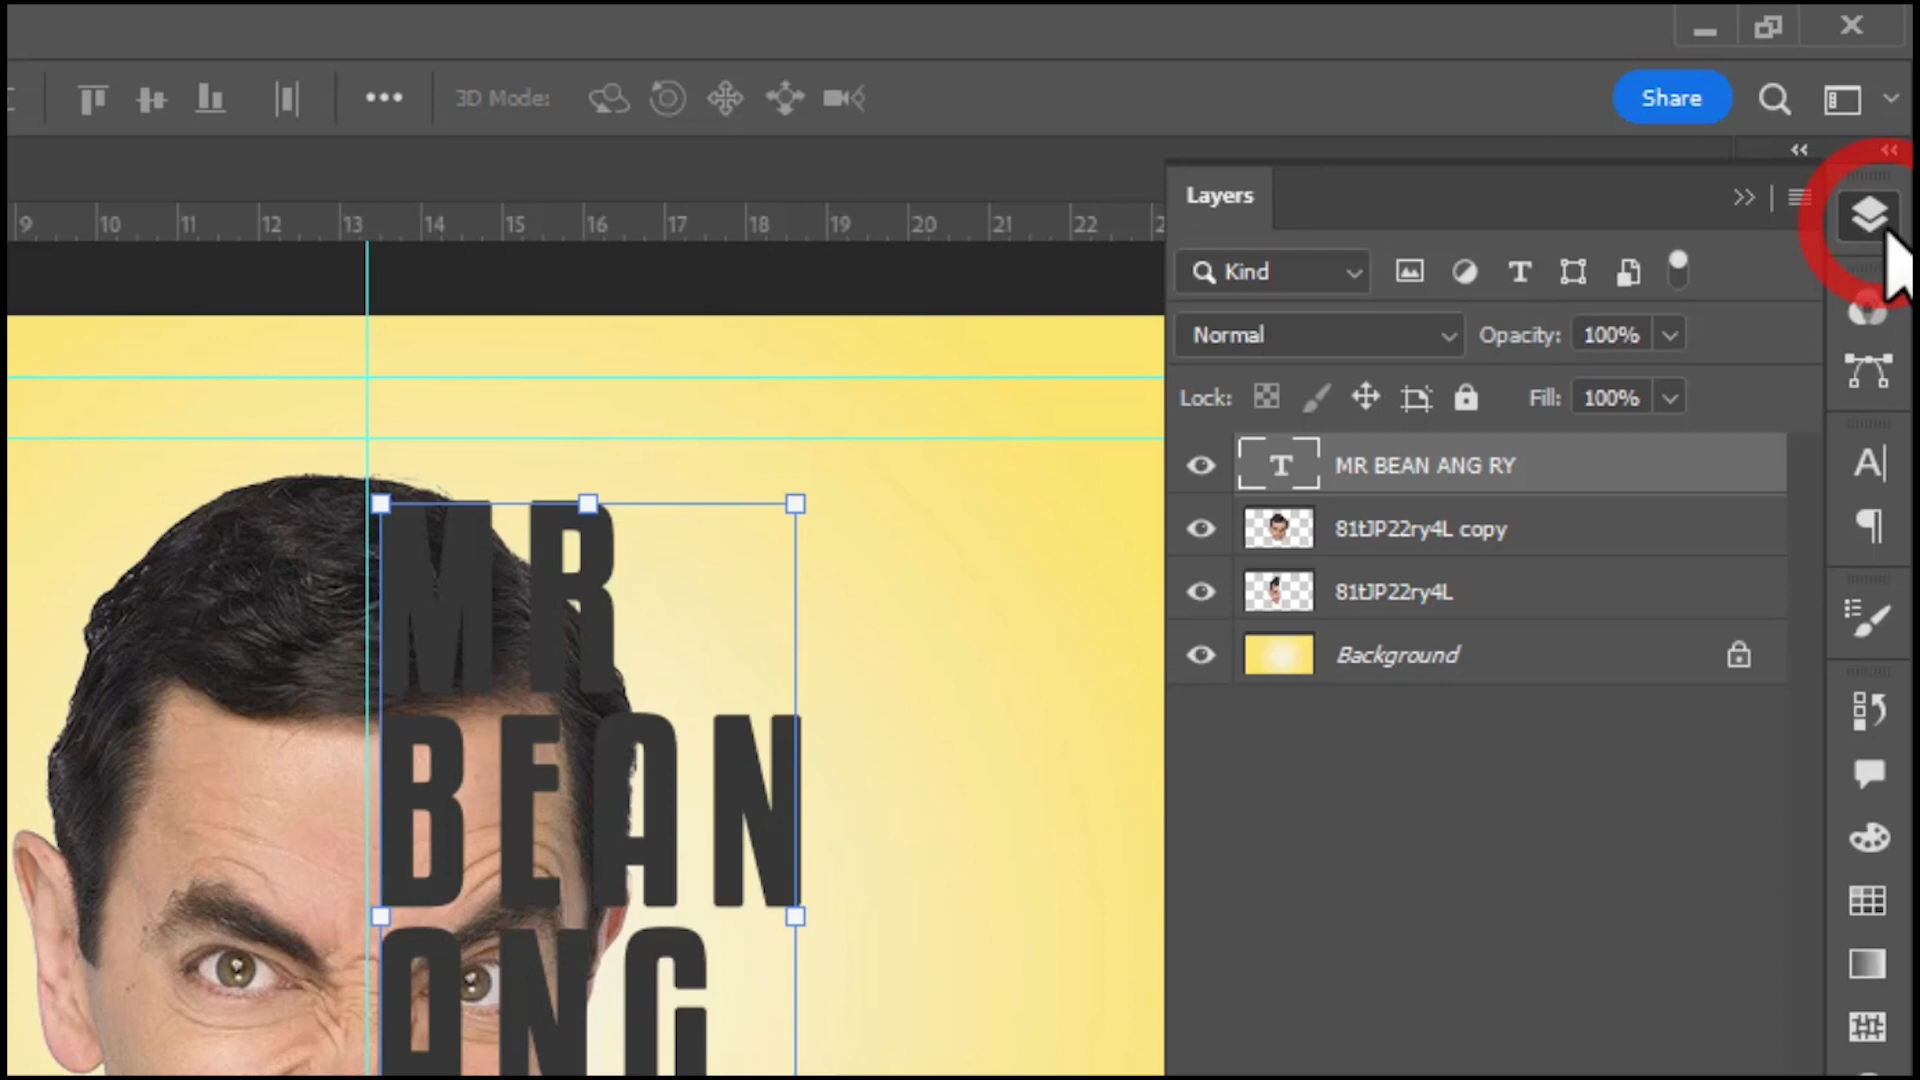 3D Mode:
Share
9 10 11 12 13 14 15 16 17 18 19 20 21 22 2
Layers
Kind
T
Normal
Opacity: 100%
Lock:
Fill: 100%
T MR BEAN ANG RY
81tJP22ry4L copy
81tJP22ry4L
Background
A
¶
MR
BEAN
ANG